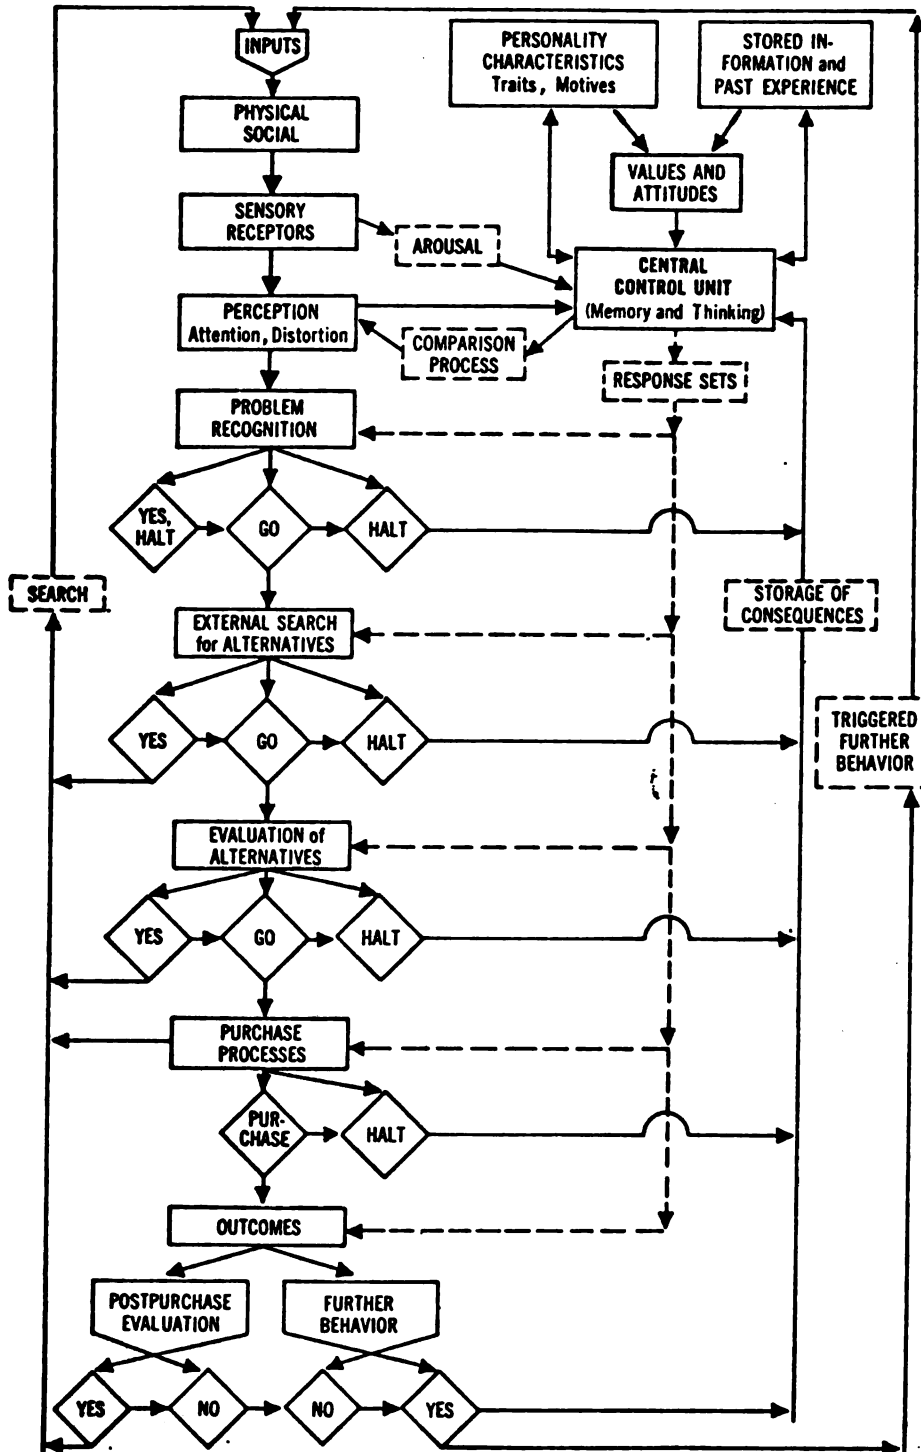 INPUTS
PERSONALITY
CHARACTERISTICS
Traits, Motives
STORED IN-
FORMATION and
PAST EXPERIENCE
PHYSICAL
SOCIAL
VALUES AND
ATTITUDES
SENSORY
RECEPTORS
AROUSAL
CENTRAL
CONTROL UNIT
(Memory and Thinking)
PERCEPTION
Attention, Distortion
COMPARISON
PROCESS
RESPONSE SETS
PROBLEM
RECOGNITION
YES,
HALT
GO
HALT
SEARCH
STORAGE OF
CONSEQUENCES
EXTERNAL SEARCH
for ALTERNATIVES
YES
GO
HALT
TRIGGERED
FURTHER
BEHAVIOR
EVALUATION of
ALTERNATIVES
YES
GO
HALT
PURCHASE
PROCESSES
PUR-
CHASE
HALT
OUTCOMES
POSTPURCHASE
EVALUATION
FURTHER
BEHAVIOR
YES
NO
NO
YES